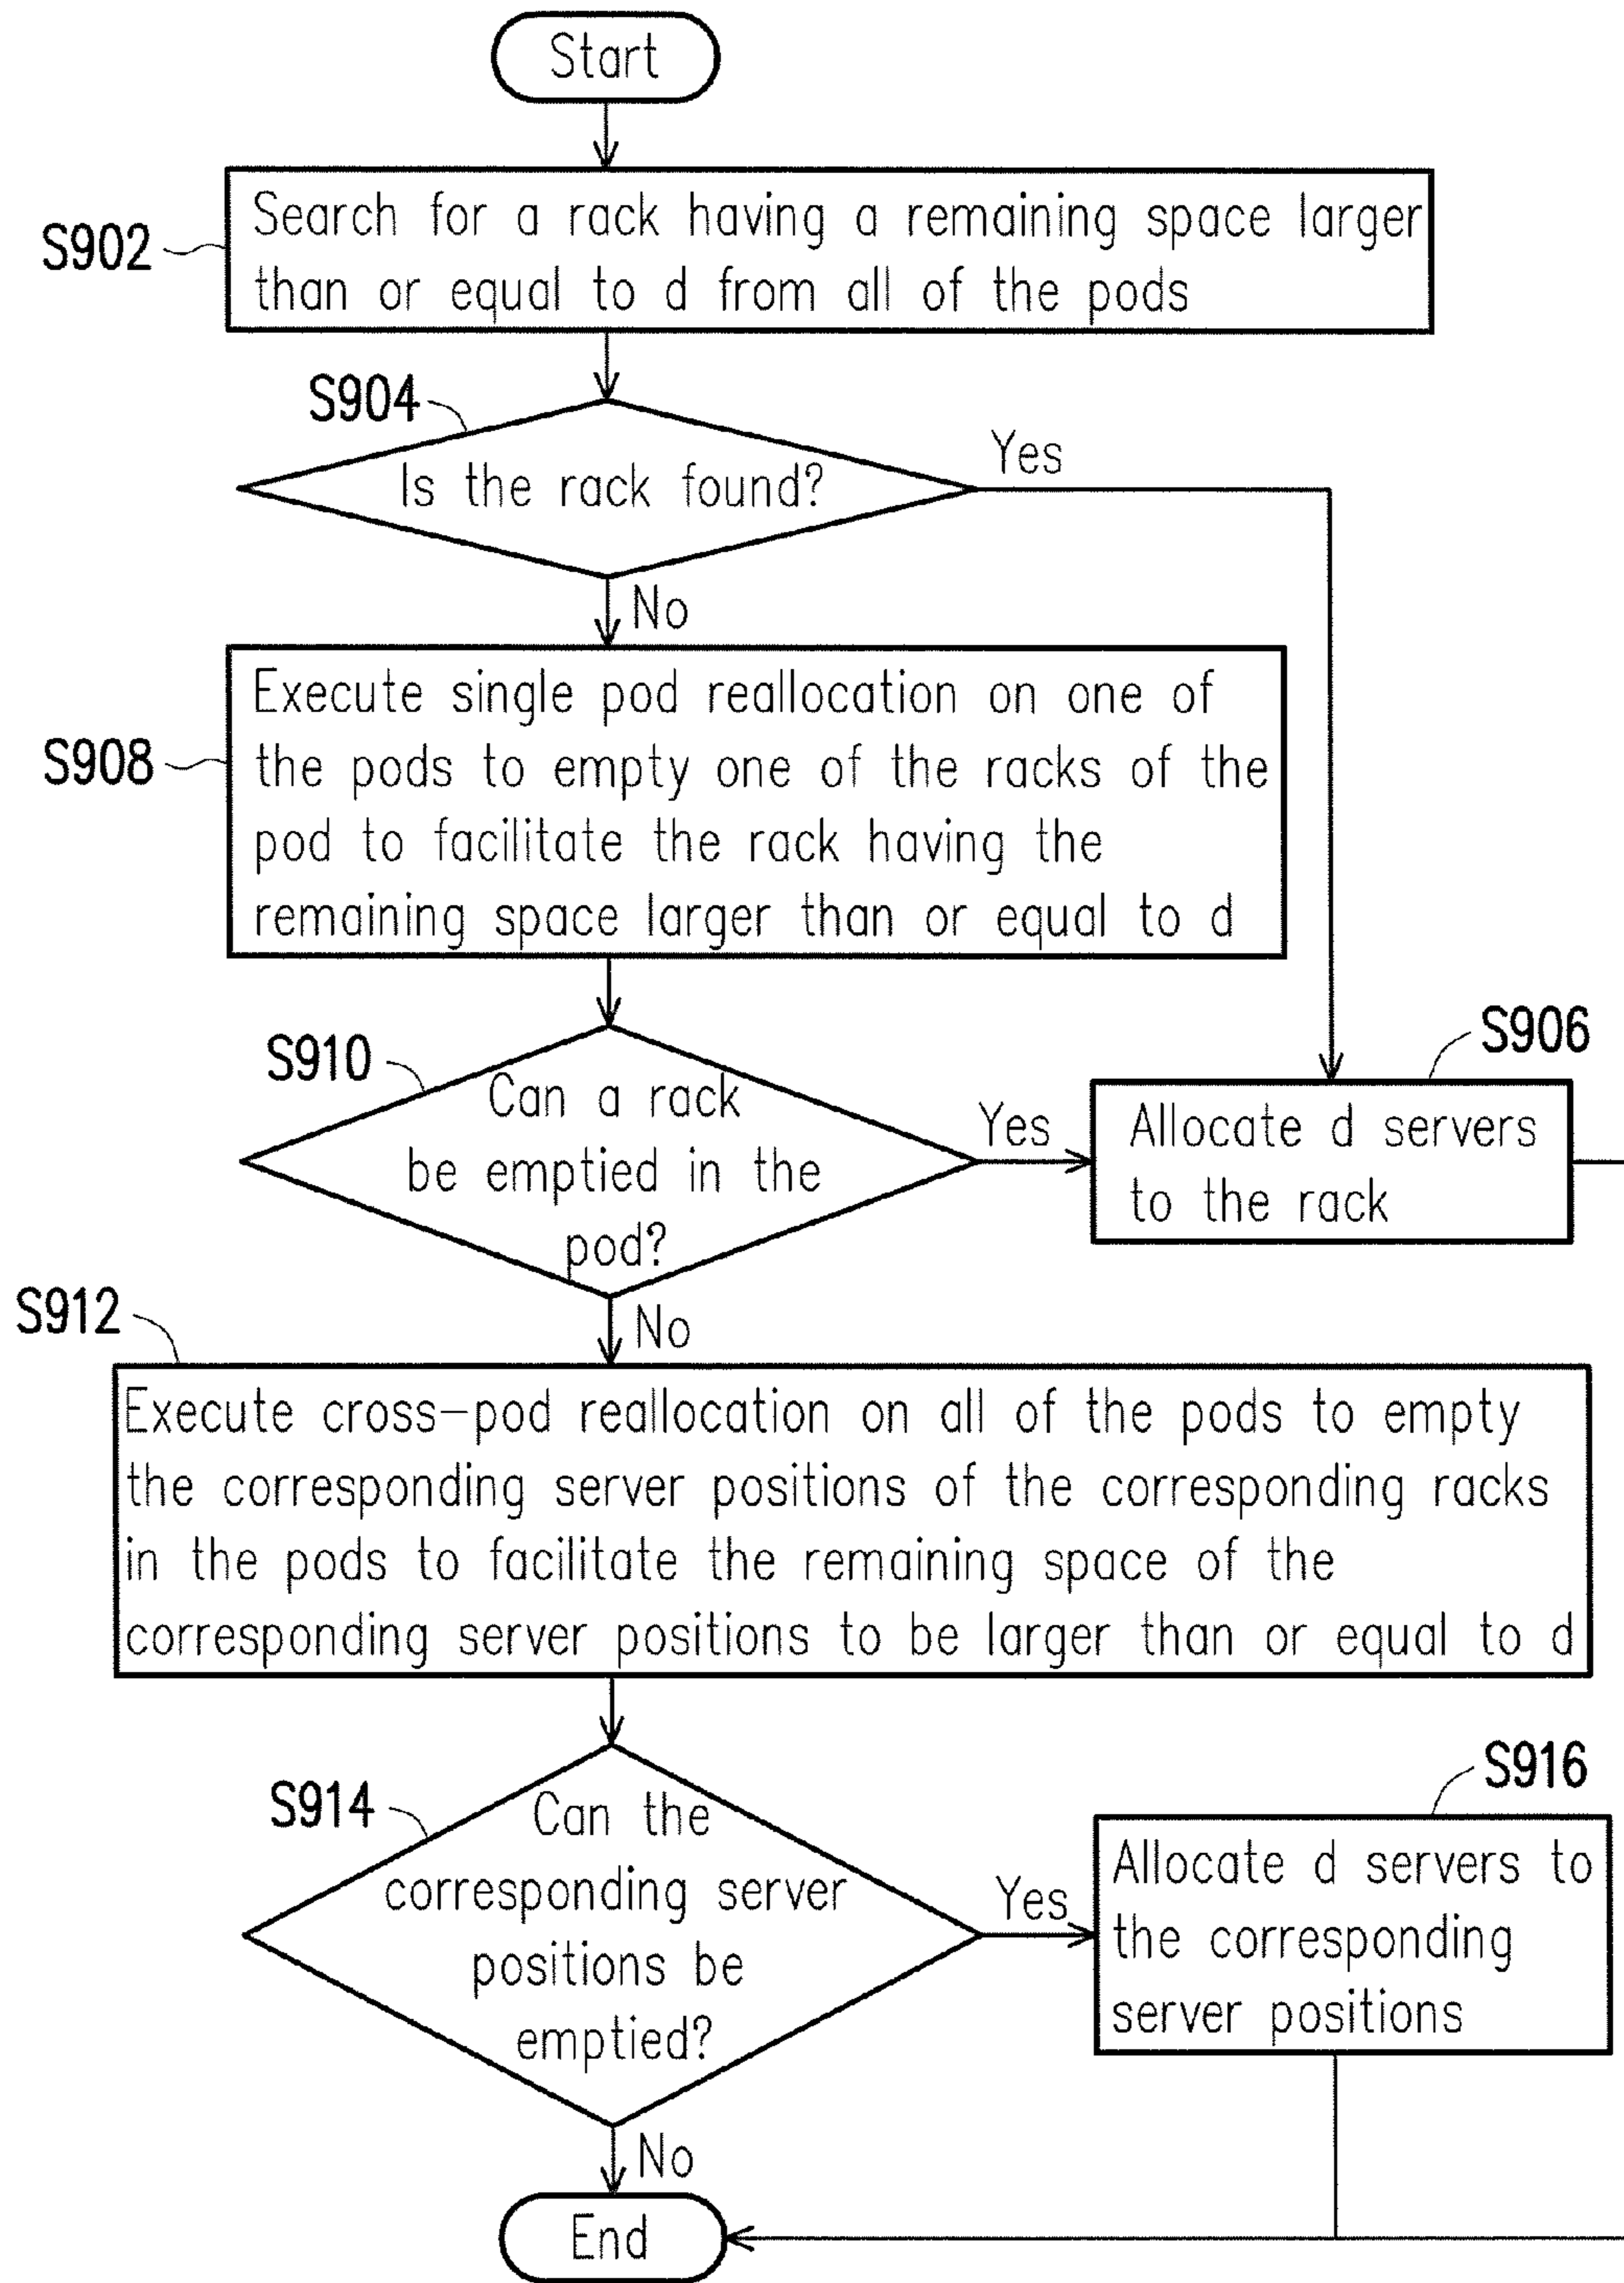 Start
S902
Search for a rack having a remaining space larger
than or equal to d from all of the pods
S904
Is the rack found?
Yes
No
S908
Execute single pod reallocation on one of
the pods to empty one of the racks of the
pod to facilitate the rack having the
remaining space larger than or equal to d
S910
Can a rack
be emptied in the
pod?
Yes
S906
Allocate d servers
to the rack
No
S912
Execute cross-pod reallocation on all of the pods to empty
the corresponding server positions of the corresponding racks
in the pods to facilitate the remaining space of the
corresponding server positions to be larger than or equal to d
S914
Can the
corresponding server
positions be
emptied?
Yes
S916
Allocate d servers to
the corresponding
server positions
No
End